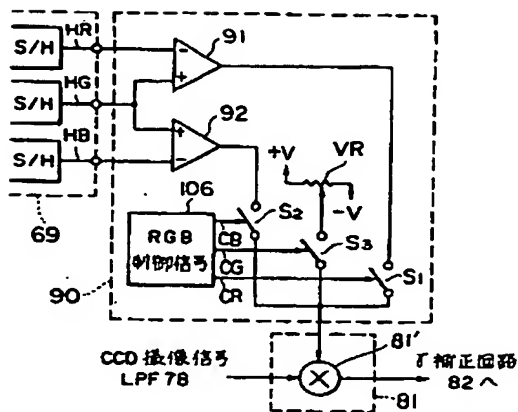 HR
S/H
91
HG
S/H
92
HB
S/H
+V
VR
-V
69
106
S2
RGB
制御信号
CB
S3
CG
S1
CR
90
81'
CCD 撮像信号
LPF 78
γ補正回路
82へ
81